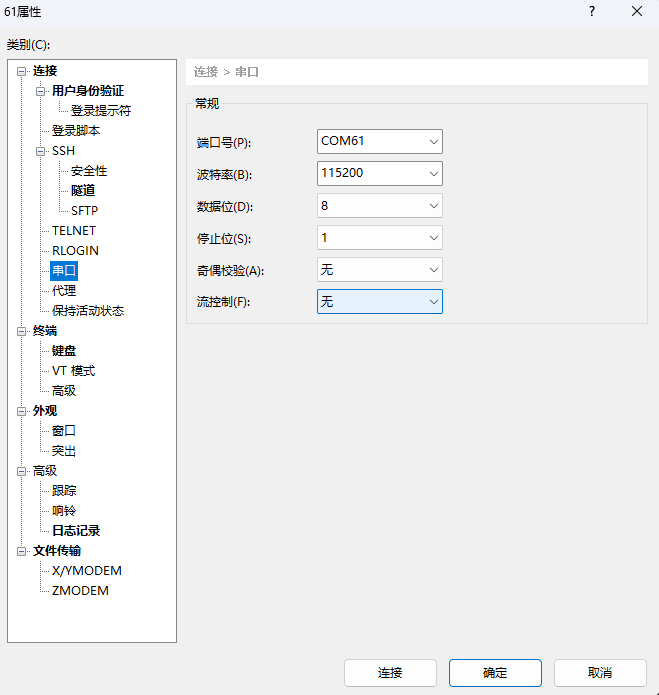 61属性
类别(C):
连接
用户身份验证
登录提示符
登录脚本
SSH
安全性
隧道
SFTP
TELNET
RLOGIN
串口
代理
保持活动状态
终端
键盘
VT 模式
高级
外观
窗口
突出
高级
跟踪
响铃
日志记录
文件传输
X/YMODEM
ZMODEM
连接 > 串口
常规
端口号(P): COM61
波特率(B): 115200
数据位(D): 8
停止位(S): 1
奇偶校验(A): 无
流控制(F): 无
连接 确定 取消